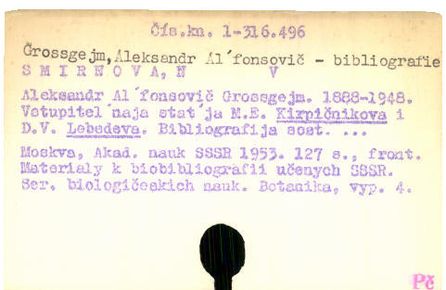 Čís.kn. 1-316.496
Grossgejm,Aleksandr Al´fonsovič - bibliografie
SMIRNOVA,N V
Aleksandr Al´fonsovič Grossgejm. 1888-1948.
Vstupitel´naja stat´ja M.E. Kirpičnikova i
D.V. Lebedeva. Bibliografija sost. ...
Moskva, Akad. nauk SSSR 1953. 127 s., front.
Materialy k biobibliografii učenych SSSR.
Ser. biologičeskich nauk. Botanika, vyp. 4.
Pč